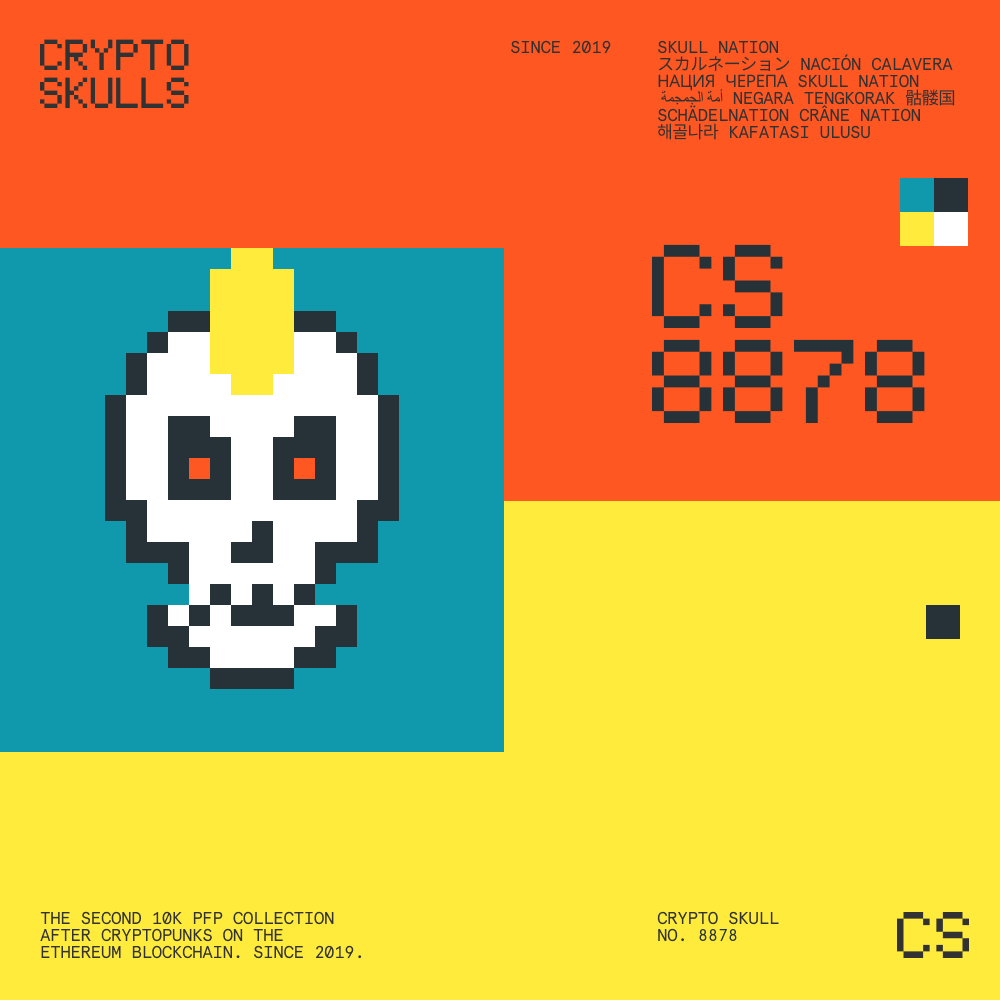 CRYPTO
SKULLS
SINCE 2019
SKULL NATION
スカルネーション NACIÓN CALAVERA
НАЦИЯ ЧЕРЕПА SKULL NATION
أمة الجمجمة NEGARA TENGKORAK 骷髅国
SCHÄDELNATION CRÂNE NATION
해골나라 KAFATASI ULUSU
CS
8878
THE SECOND 10K PFP COLLECTION
AFTER CRYPTOPUNKS ON THE
ETHEREUM BLOCKCHAIN. SINCE 2019.
CRYPTO SKULL
NO. 8878
CS